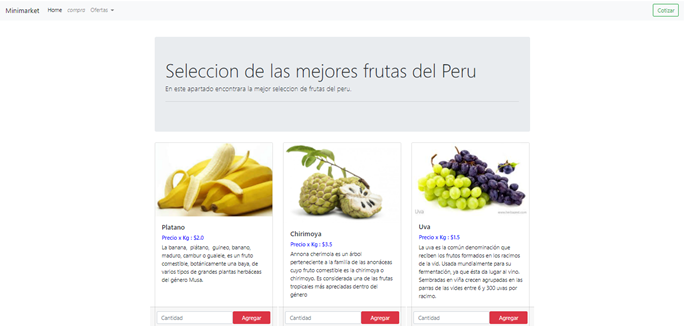 Minimarket Home compra Ofertas Cotizar
Seleccion de las mejores frutas del Peru
En este apartado encontrara la mejor seleccion de frutas del peru.
Platano
Precio x Kg : $2.0
La banana, plátano, guineo, banano,
maduro, cambur o gualele, es un fruto
comestible, botánicamente una baya, de
varios tipos de grandes plantas herbáceas
del género Musa.
Cantidad Agregar
Chirimoya
Precio x Kg : $3.5
Annona cherimola es un árbol
perteneciente a la familia de las anonáceas
cuyo fruto comestible es la chirimoya o
chirimoyo. Es considerada una de las frutas
tropicales más apreciadas dentro del
género
Cantidad Agregar
Uva
Uva
Precio x Kg : $1.5
La uva es la común denominación que
reciben los frutos formados en los racimos
de la vid. Usada mundialmente para su
fermentación, ya que ésta da lugar al vino.
Sembradas en viña crecen agrupadas en las
parras de las vides entre 6 y 300 uvas por
racimo.
Cantidad Agregar